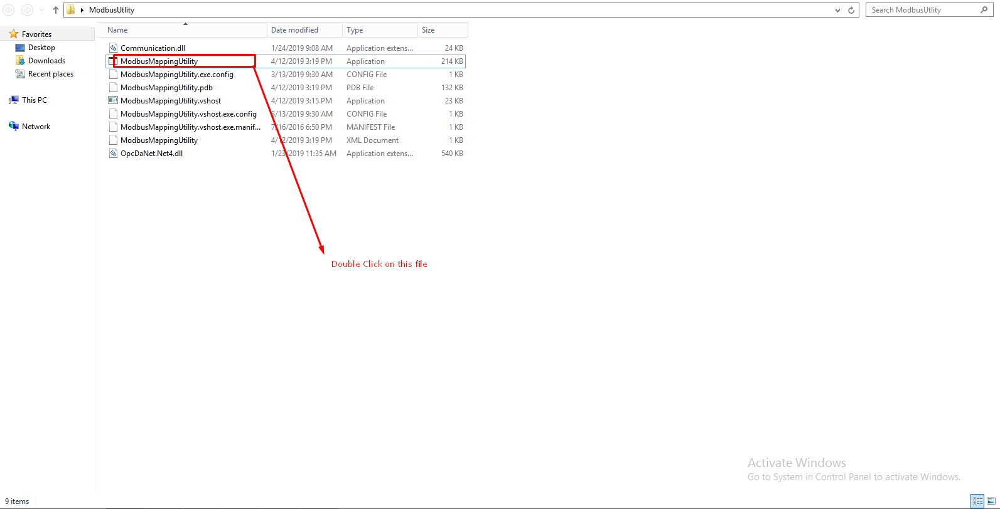 ModbusUtlity
Search ModbusUtlity
Favorites
Desktop
Downloads
Recent places
This PC
Network
Name Date modified Type Size
Communication.dll 1/24/2019 9:08 AM Application extens... 24 KB
ModbusMappingUtility 4/12/2019 3:19 PM Application 214 KB
ModbusMappingUtility.exe.config 3/13/2019 9:30 AM CONFIG File 1 KB
ModbusMappingUtility.pdb 4/12/2019 3:19 PM PDB File 132 KB
ModbusMappingUtility.vshost 4/12/2019 3:15 PM Application 23 KB
ModbusMappingUtility.vshost.exe.config 3/13/2019 9:30 AM CONFIG File 1 KB
ModbusMappingUtility.vshost.exe.manif... 7/16/2016 6:50 PM MANIFEST File 1 KB
ModbusMappingUtility 4/12/2019 3:19 PM XML Document 1 KB
OpcDaNet.Net4.dll 1/23/2019 11:35 AM Application extens... 540 KB
Double Click on this file
Activate Windows
Go to System in Control Panel to activate Windows.
9 items